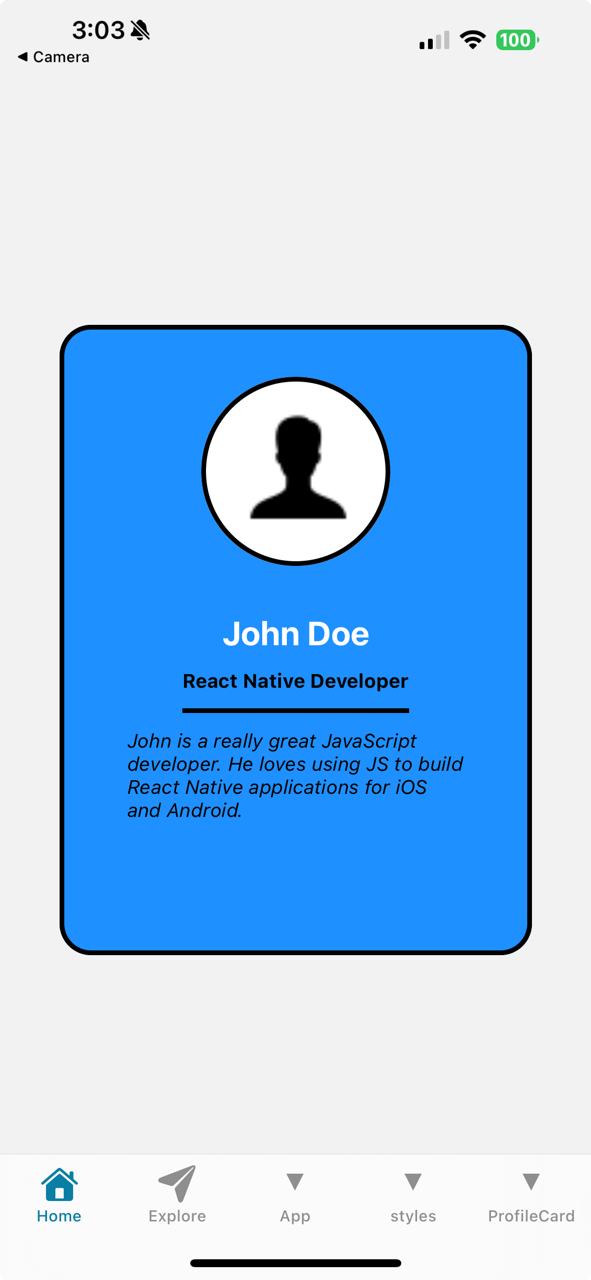 3:03
◀ Camera
100
John Doe
React Native Developer
John is a really great JavaScript
developer. He loves using JS to build
React Native applications for iOS
and Android.
Home
Explore
App
styles
ProfileCard